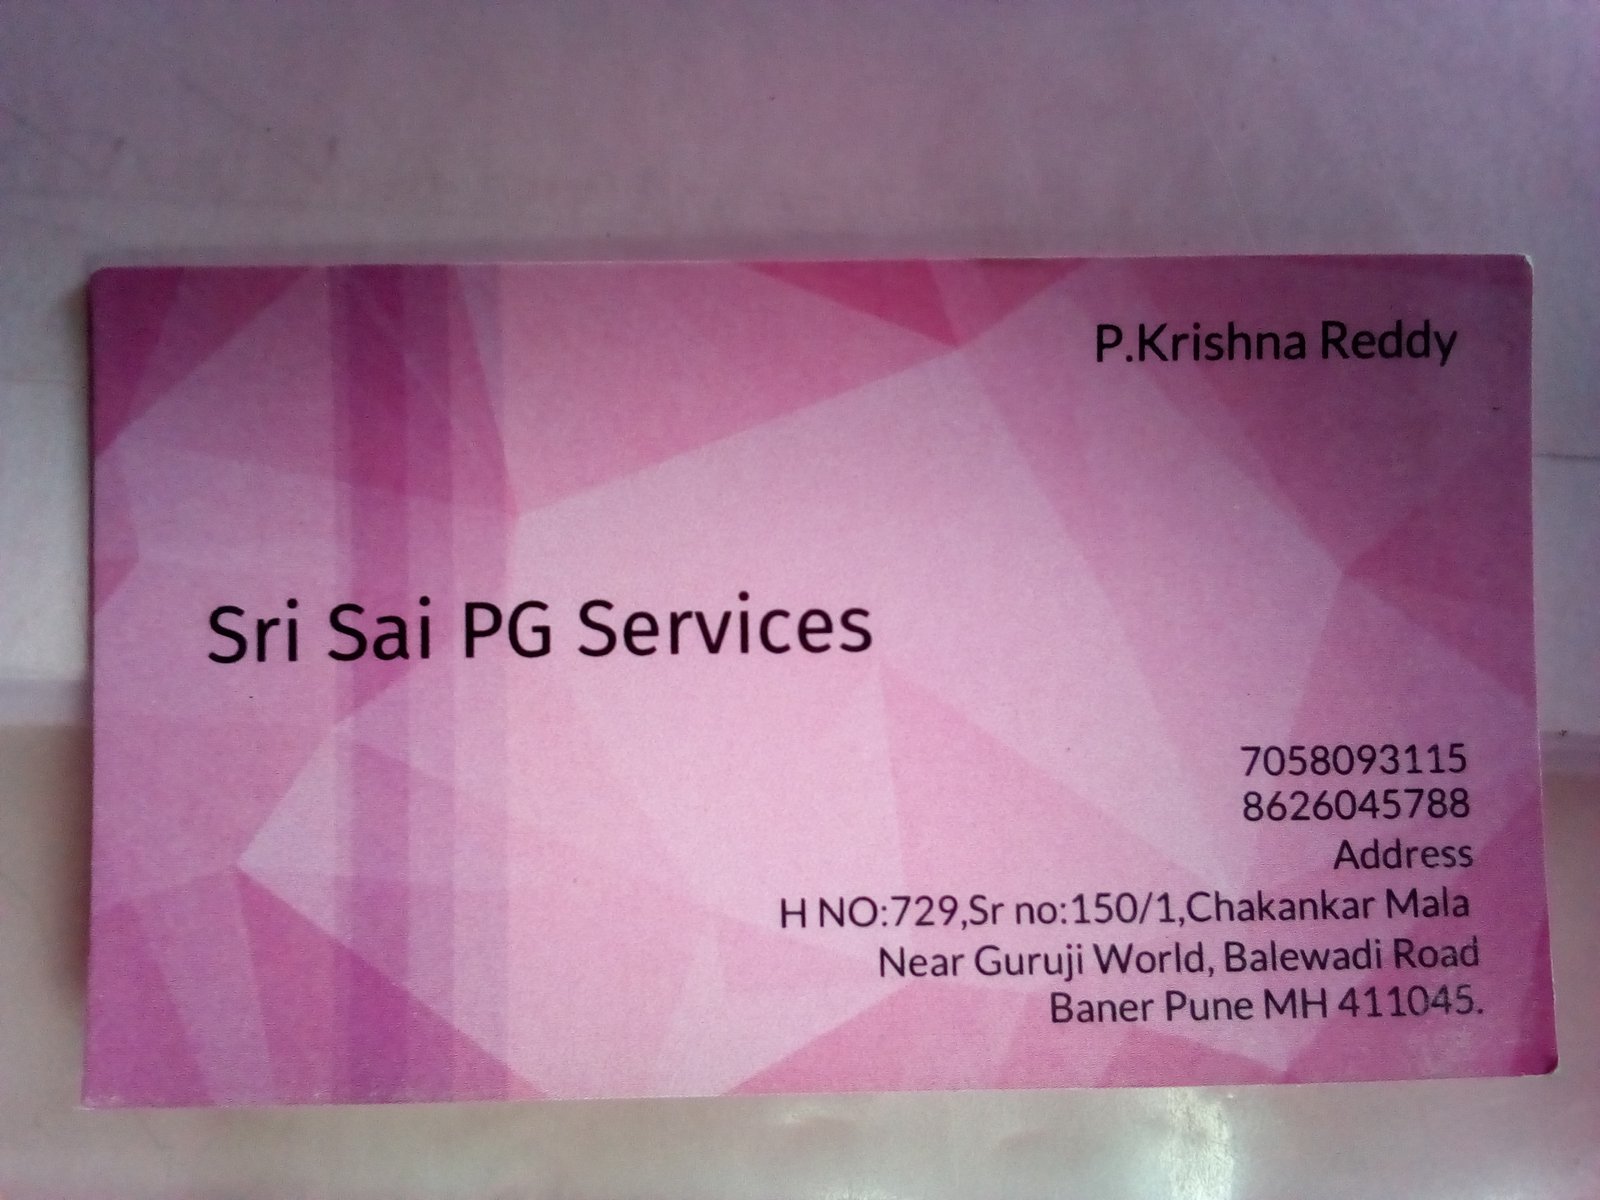 P.Krishna Reddy
Sri Sai PG Services
7058093115
8626045788
Address
H NO:729,Sr no:150/1,Chakankar Mala
Near Guruji World, Balewadi Road
Baner Pune MH 411045.